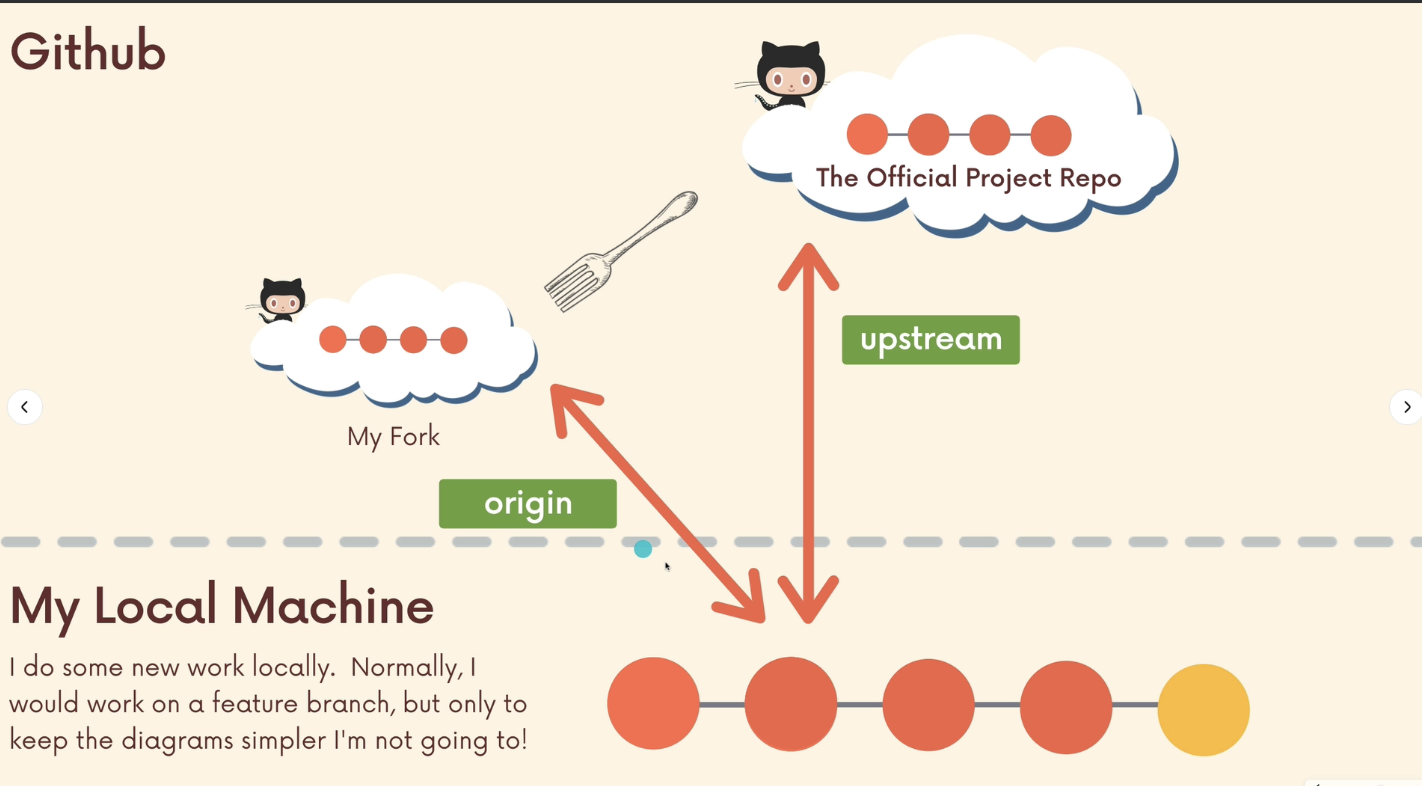 Github
The Official Project Repo
upstream
My Fork
origin
My Local Machine
I do some new work locally.  Normally, I
would work on a feature branch, but only to
keep the diagrams simpler I'm not going to!